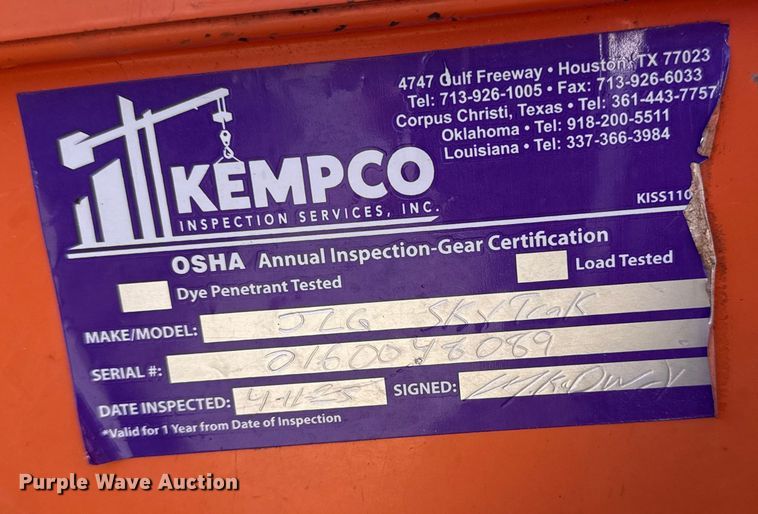 4747 Gulf Freeway • Houston, TX 77023
Tel: 713-926-1005 • Fax: 713-926-6033
Corpus Christi, Texas • Tel: 361-443-7757
Oklahoma • Tel: 918-200-5511
Louisiana • Tel: 337-366-3984
KEMPCO
INSPECTION SERVICES, INC.
KISS110
OSHA Annual Inspection-Gear Certification
Dye Penetrant Tested
Load Tested
MAKE/MODEL: JLG SkyTrak
SERIAL #: 0160048089
DATE INSPECTED: 4-1-25 SIGNED:
*Valid for 1 Year from Date of Inspection
Purple Wave Auction